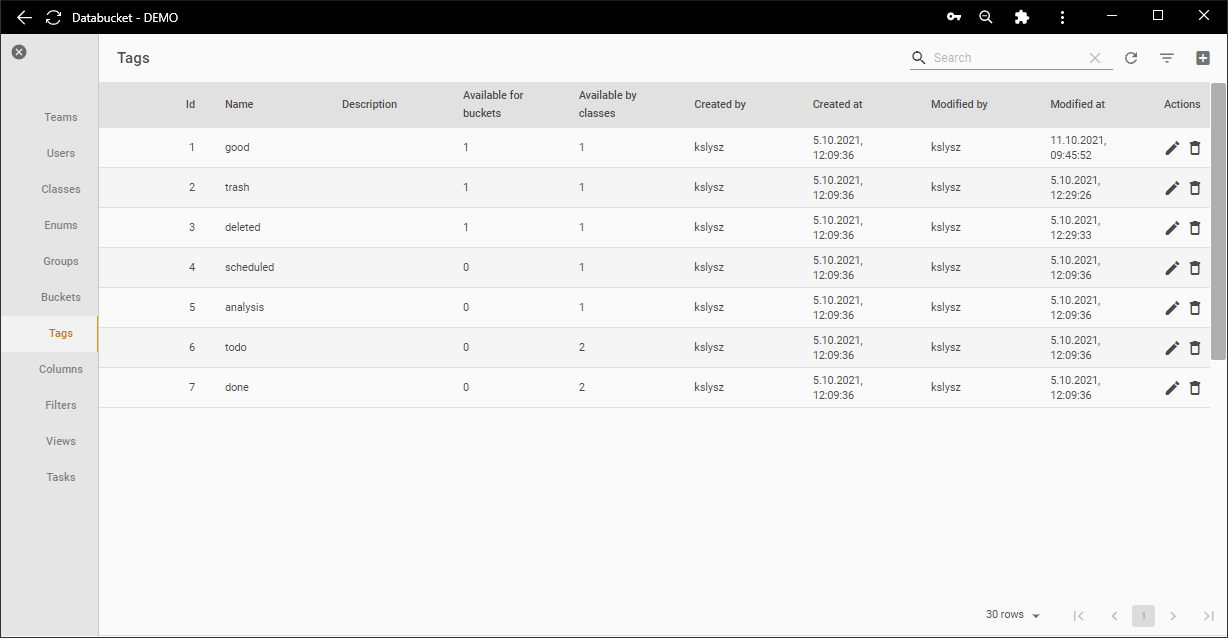 Databucket - DEMO
Tags
Search
Teams
Users
Classes
Enums
Groups
Buckets
Tags
Columns
Filters
Views
Tasks
Id Name Description Available for buckets Available by classes Created by Created at Modified by Modified at Actions
1 good 1 1 kslysz 5.10.2021, 12:09:36 kslysz 11.10.2021, 09:45:52
2 trash 1 1 kslysz 5.10.2021, 12:09:36 kslysz 5.10.2021, 12:29:26
3 deleted 1 1 kslysz 5.10.2021, 12:09:36 kslysz 5.10.2021, 12:29:33
4 scheduled 0 1 kslysz 5.10.2021, 12:09:36 kslysz 5.10.2021, 12:09:36
5 analysis 0 1 kslysz 5.10.2021, 12:09:36 kslysz 5.10.2021, 12:09:36
6 todo 0 2 kslysz 5.10.2021, 12:09:36 kslysz 5.10.2021, 12:09:36
7 done 0 2 kslysz 5.10.2021, 12:09:36 kslysz 5.10.2021, 12:09:36
30 rows 1